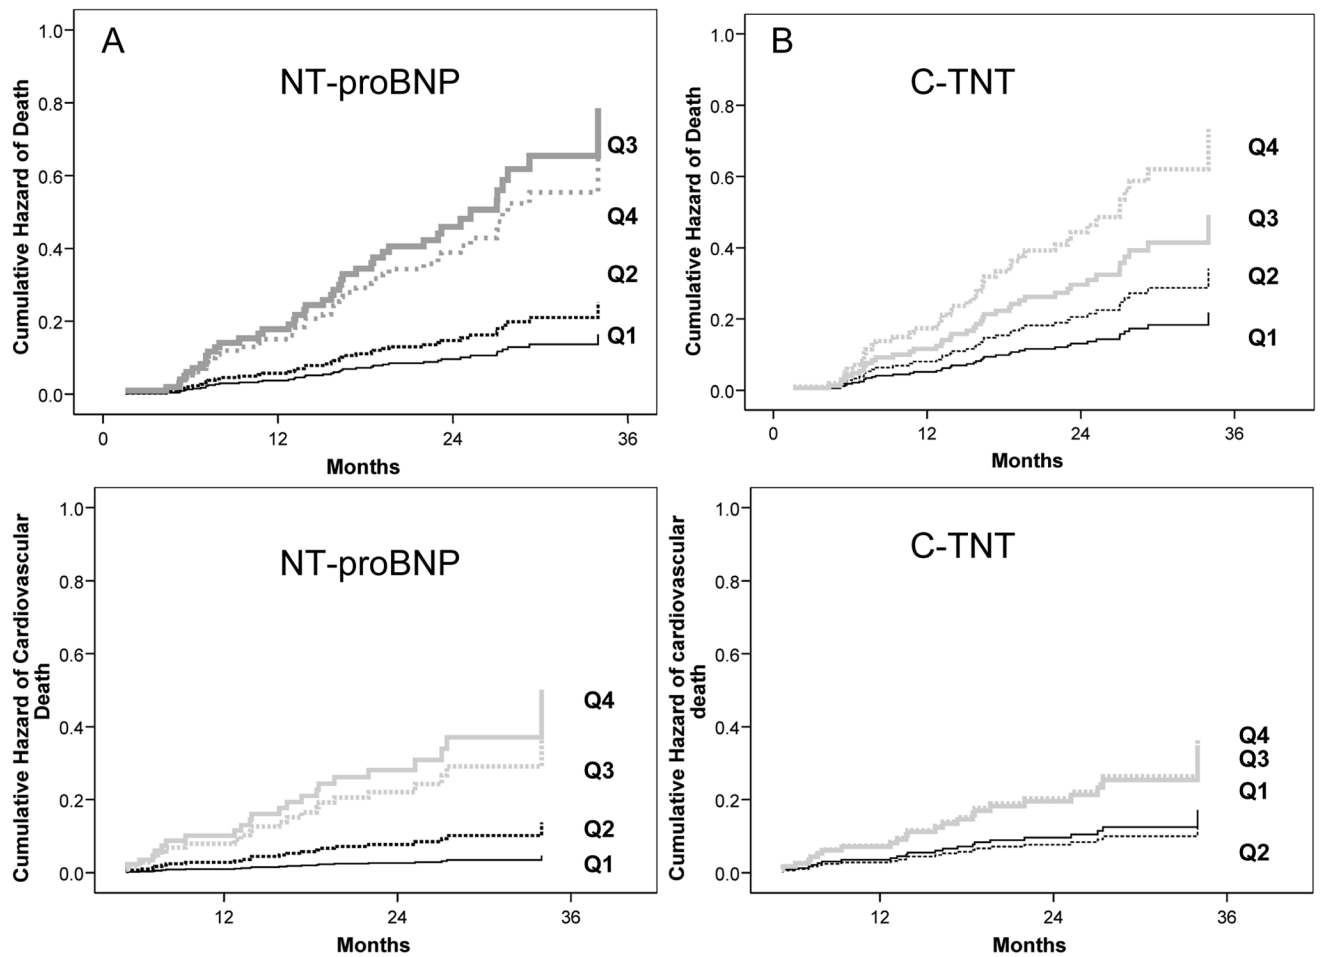 A
NT-proBNP
Cumulative Hazard of Death
1.0
0.8
0.6
0.4
0.2
0.0
Q3
Q4
Q2
Q1
0
12
24
36
Months
B
C-TNT
Cumulative Hazard of Death
1.0
0.8
0.6
0.4
0.2
0.0
Q4
Q3
Q2
Q1
0
12
24
36
Months
NT-proBNP
Cumulative Hazard of Cardiovascular
Death
1.0
0.8
0.6
0.4
0.2
0.0
Q4
Q3
Q2
Q1
12
24
36
Months
C-TNT
Cumulative Hazard of cardiovascular
death
1.0
0.8
0.6
0.4
0.2
0.0
Q4
Q3
Q1
Q2
12
24
36
Months